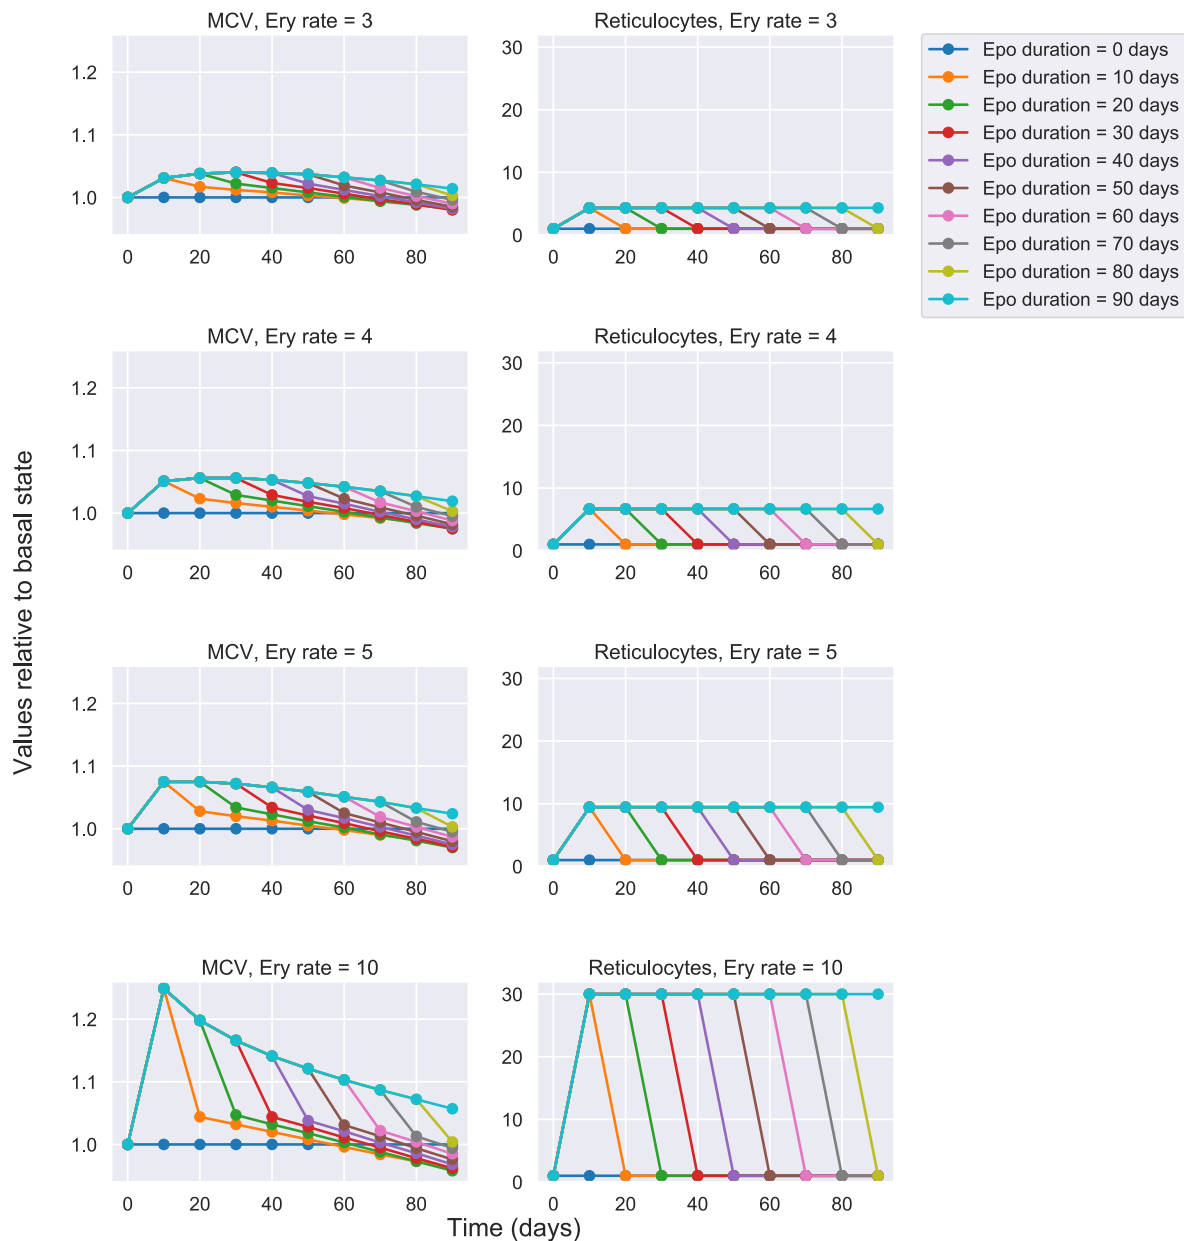 MCV, Ery rate = 3
1.2
1.1
1.0
0 20 40 60 80
Reticulocytes, Ery rate = 3
30
20
10
0
0 20 40 60 80
Epo duration = 0 days
Epo duration = 10 days
Epo duration = 20 days
Epo duration = 30 days
Epo duration = 40 days
Epo duration = 50 days
Epo duration = 60 days
Epo duration = 70 days
Epo duration = 80 days
Epo duration = 90 days
Values relative to basal state
MCV, Ery rate = 4
1.2
1.1
1.0
0 20 40 60 80
Reticulocytes, Ery rate = 4
30
20
10
0
0 20 40 60 80
MCV, Ery rate = 5
1.2
1.1
1.0
0 20 40 60 80
Reticulocytes, Ery rate = 5
30
20
10
0
0 20 40 60 80
MCV, Ery rate = 10
1.2
1.1
1.0
0 20 40 60 80
Reticulocytes, Ery rate = 10
30
20
10
0
0 20 40 60 80
Time (days)